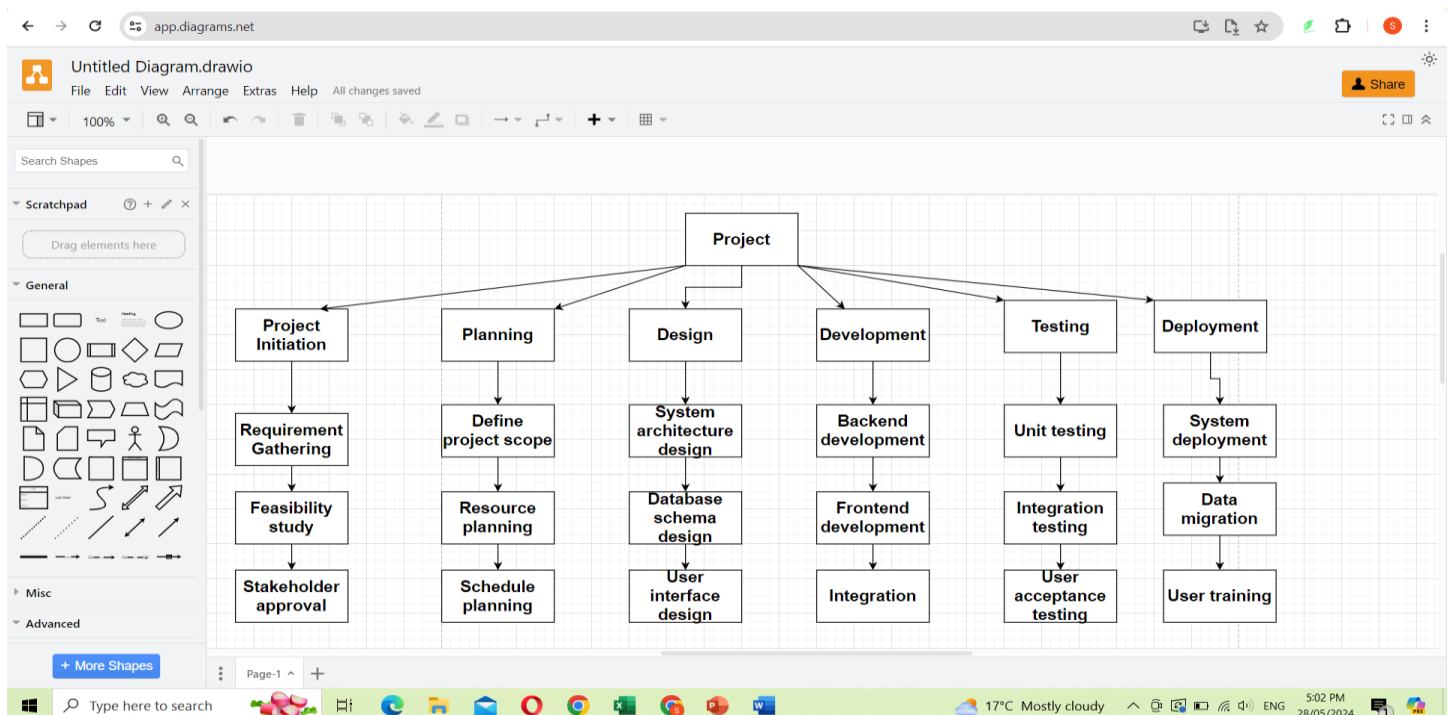 app.diagrams.net
S
Untitled Diagram.drawio
File Edit View Arrange Extras Help All changes saved
Share
100%
Search Shapes
Scratchpad
Drag elements here
General
Text
Heading
List Item
Misc
Advanced
+ More Shapes
Project
Project
Initiation
Planning
Design
Development
Testing
Deployment
Requirement
Gathering
Define
project scope
System
architecture
design
Backend
development
Unit testing
System
deployment
Feasibility
study
Resource
planning
Database
schema
design
Frontend
development
Integration
testing
Data
migration
Stakeholder
approval
Schedule
planning
User
interface
design
Integration
User
acceptance
testing
User training
Page-1
Type here to search
17°C Mostly cloudy
ENG
5:02 PM
28/05/2024